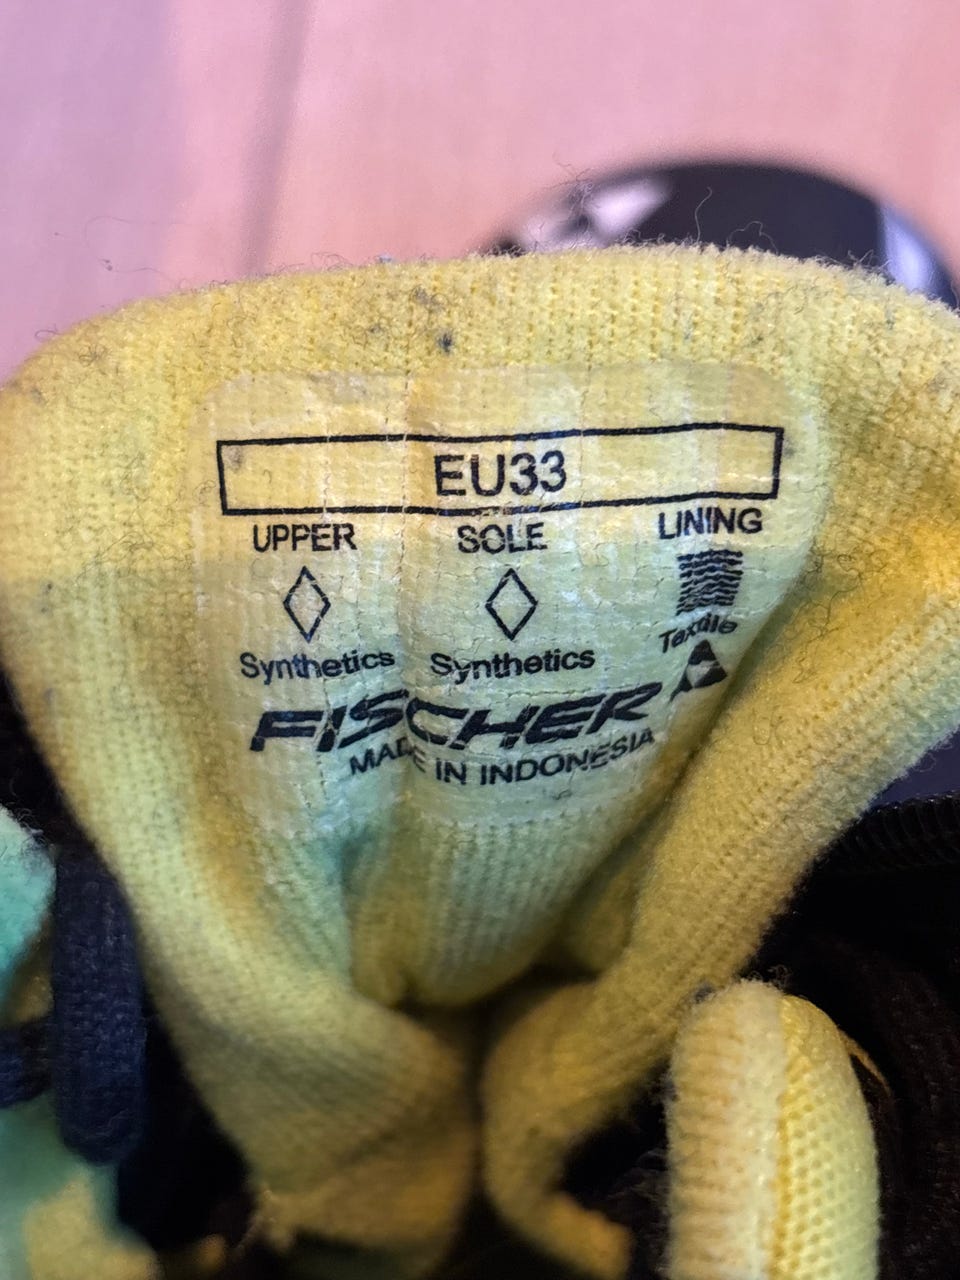 EU33
UPPER SOLE LINING
Synthetics Synthetics Textile
FISCHER
MADE IN INDONESIA